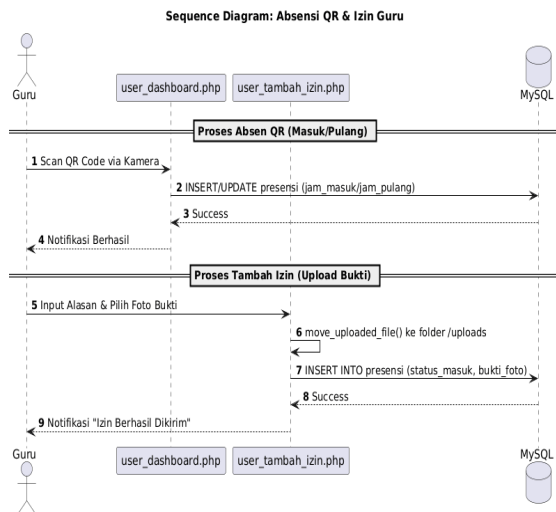 Sequence Diagram: Absensi QR & Izin Guru
Guru
user_dashboard.php
user_tambah_izin.php
MySQL
Proses Absen QR (Masuk/Pulang)
1 Scan QR Code via Kamera
2 INSERT/UPDATE presensi (jam_masuk/jam_pulang)
3 Success
4 Notifikasi Berhasil
Proses Tambah Izin (Upload Bukti)
5 Input Alasan & Pilih Foto Bukti
6 move_uploaded_file() ke folder /uploads
7 INSERT INTO presensi (status_masuk, bukti_foto)
8 Success
9 Notifikasi "Izin Berhasil Dikirim"
Guru
user_dashboard.php
user_tambah_izin.php
MySQL